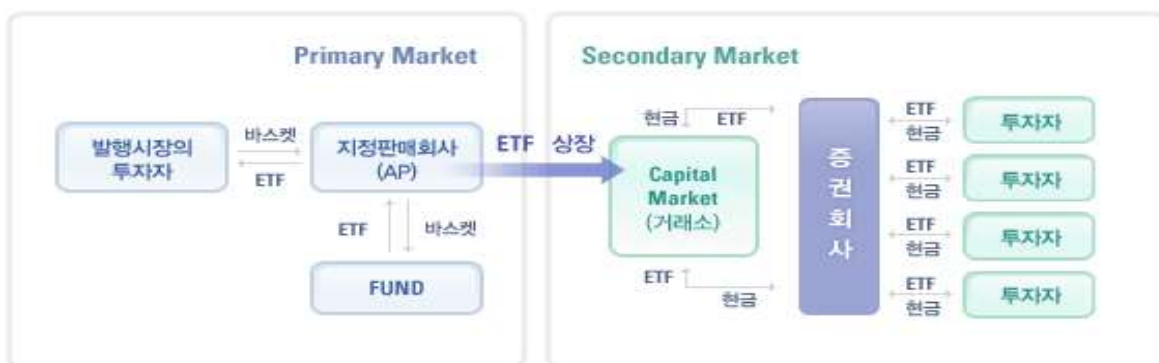 Primary Market
발행시장의
투자자
바스켓
ETF
지정판매회사
(AP)
ETF
바스켓
FUND
ETF 상장
Secondary Market
현금
ETF
Capital
Market
(거래소)
ETF
현금
증
권
회
사
ETF
현금
투자자
ETF
현금
투자자
ETF
현금
투자자
ETF
현금
투자자